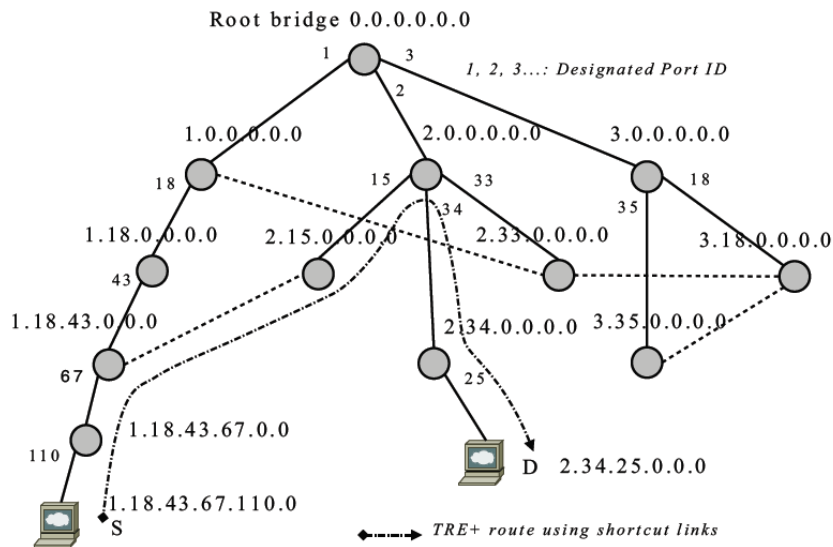 Root bridge 0.0.0.0.0.0
1 3
1, 2, 3...: Designated Port ID
2
1.0.0.0.0.0 2.0.0.0.0.0 3.0.0.0.0.0
18 15 33 35 18
34
1.18.0.0.0.0 2.15.0.0.0.0 2.33.0.0.0.0 3.18.0.0.0.0
43
1.18.43.0.0.0 2.34.0.0.0.0 3.35.0.0.0.0
67 25
1.18.43.67.0.0
110
D 2.34.25.0.0.0
1.18.43.67.110.0
S
TRE+ route using shortcut links